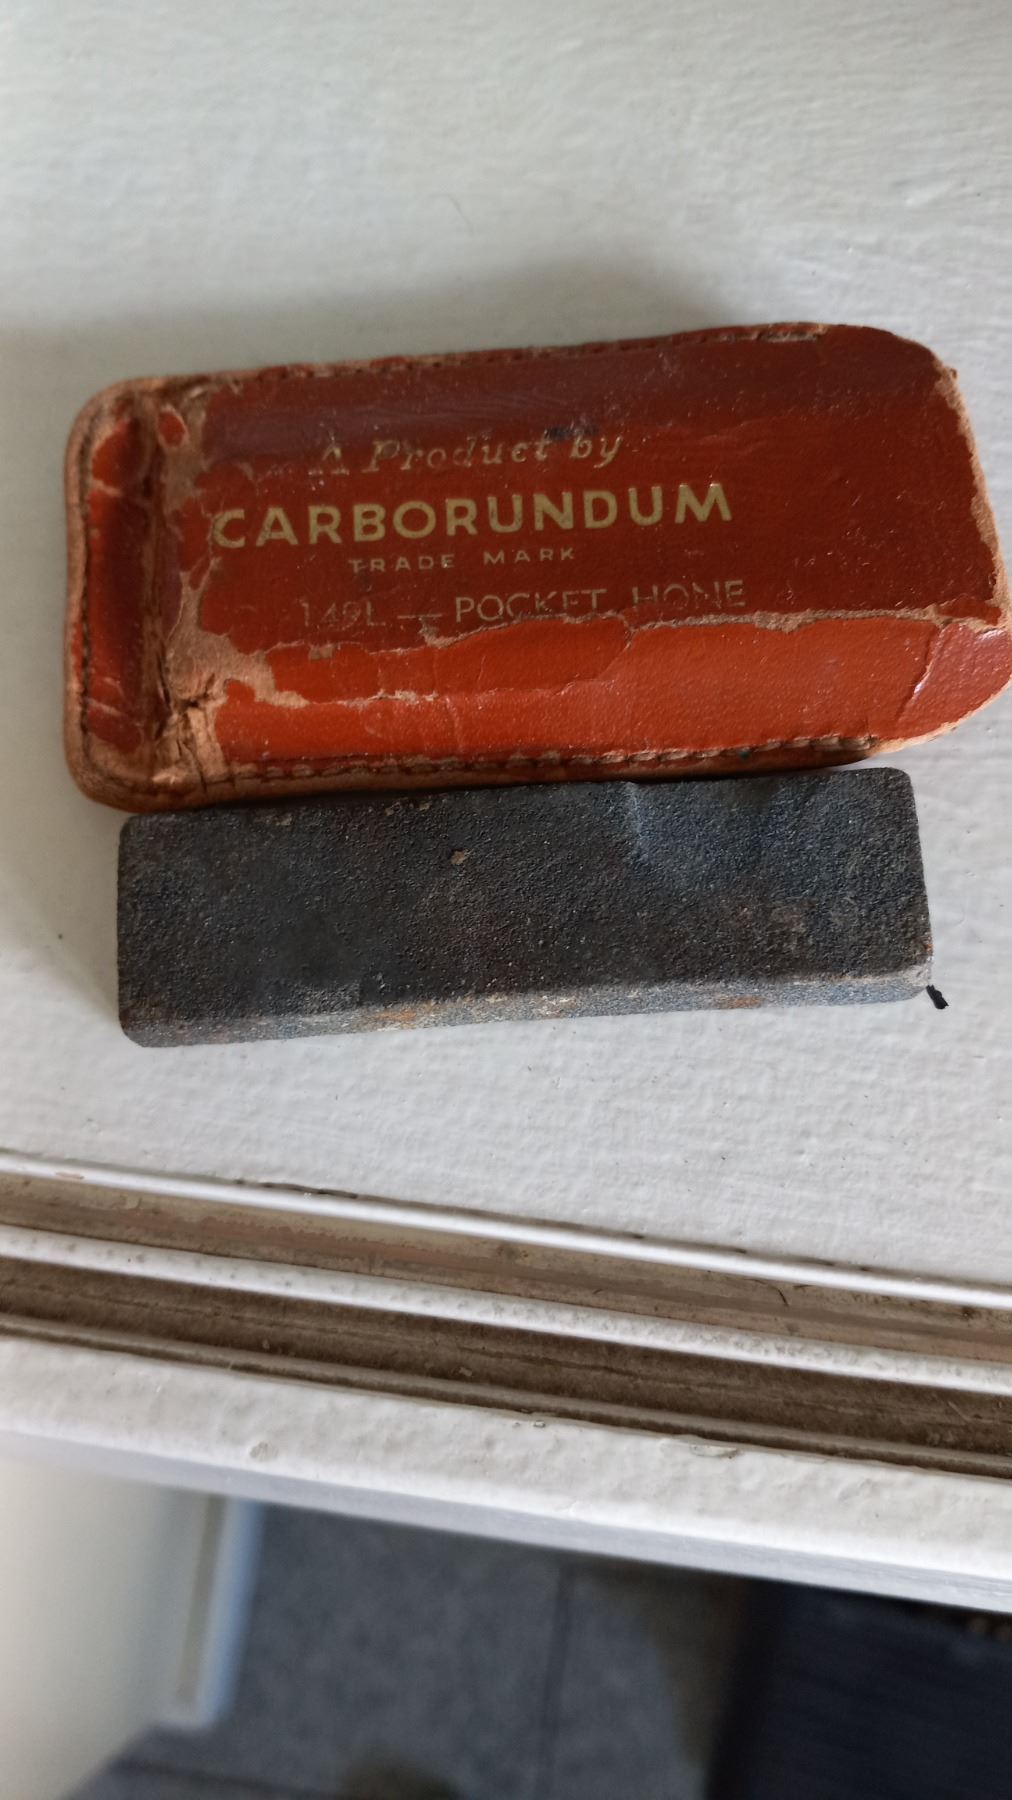 A Product by
CARBORUNDUM
TRADE MARK
149L — POCKET HONE